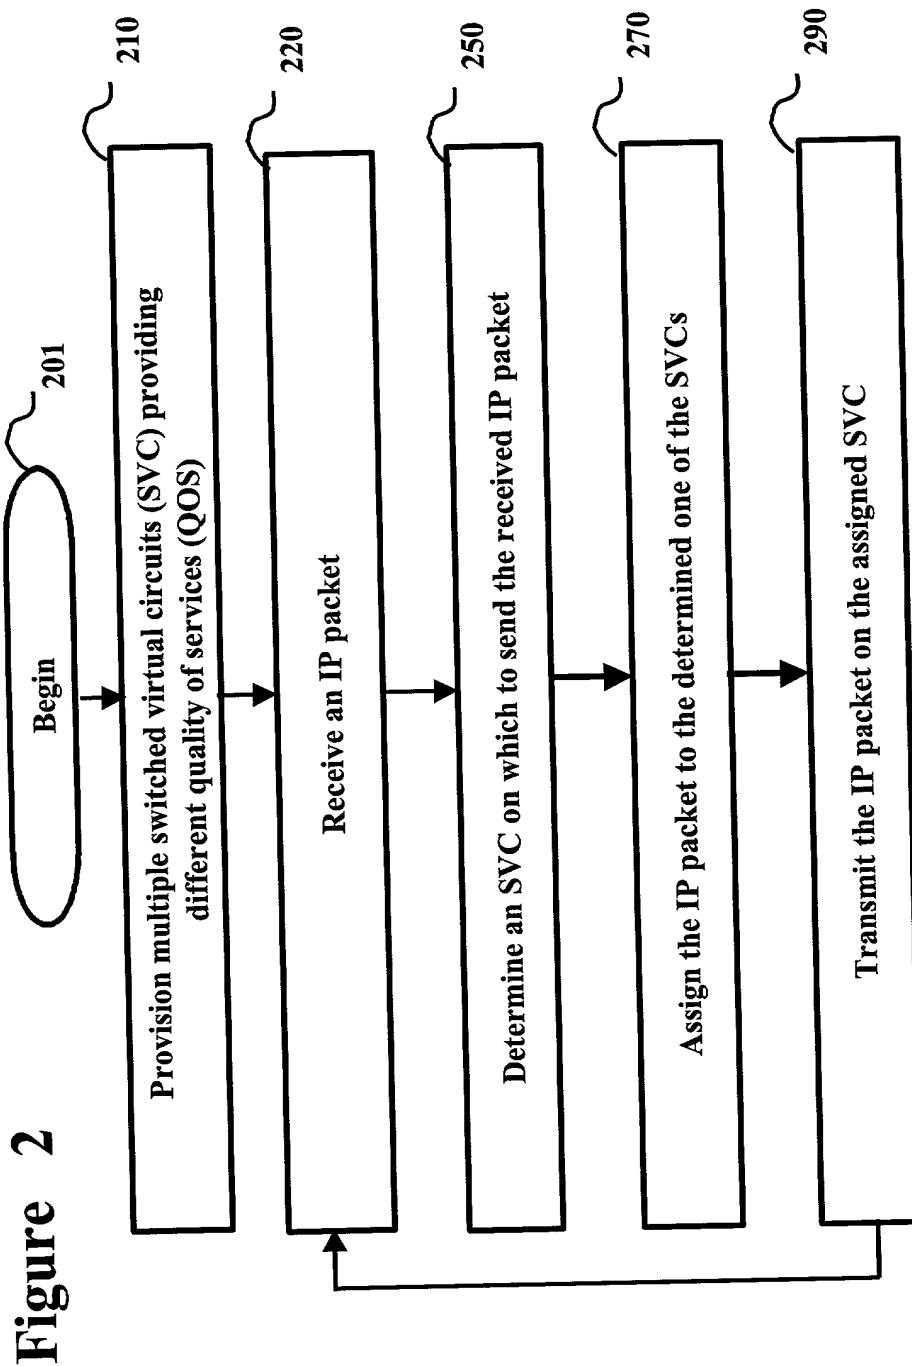 Figure 2
Begin
201
Provision multiple switched virtual circuits (SVC) providing
different quality of services (QOS)
210
Receive an IP packet
220
Determine an SVC on which to send the received IP packet
250
Assign the IP packet to the determined one of the SVCs
270
Transmit the IP packet on the assigned SVC
290